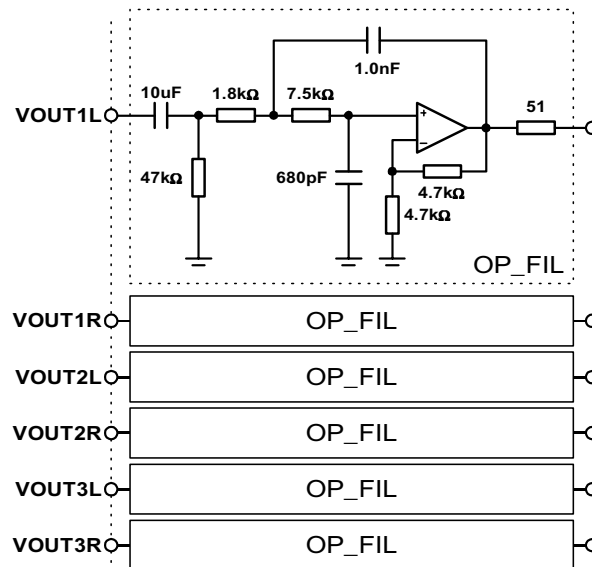 1.0nF
10uF
1.8kΩ
7.5kΩ
VOUT1L
+
−
51
47kΩ
680pF
4.7kΩ
4.7kΩ
OP_FIL
VOUT1R
OP_FIL
VOUT2L
OP_FIL
VOUT2R
OP_FIL
VOUT3L
OP_FIL
VOUT3R
OP_FIL